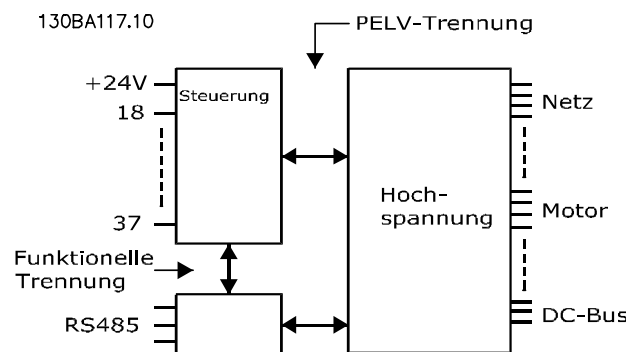 130BA117.10
PELV-Trennung
+24V
Steuerung
18
Netz
Hoch-
spannung
37
Motor
Funktionelle
Trennung
RS485
DC-Bus